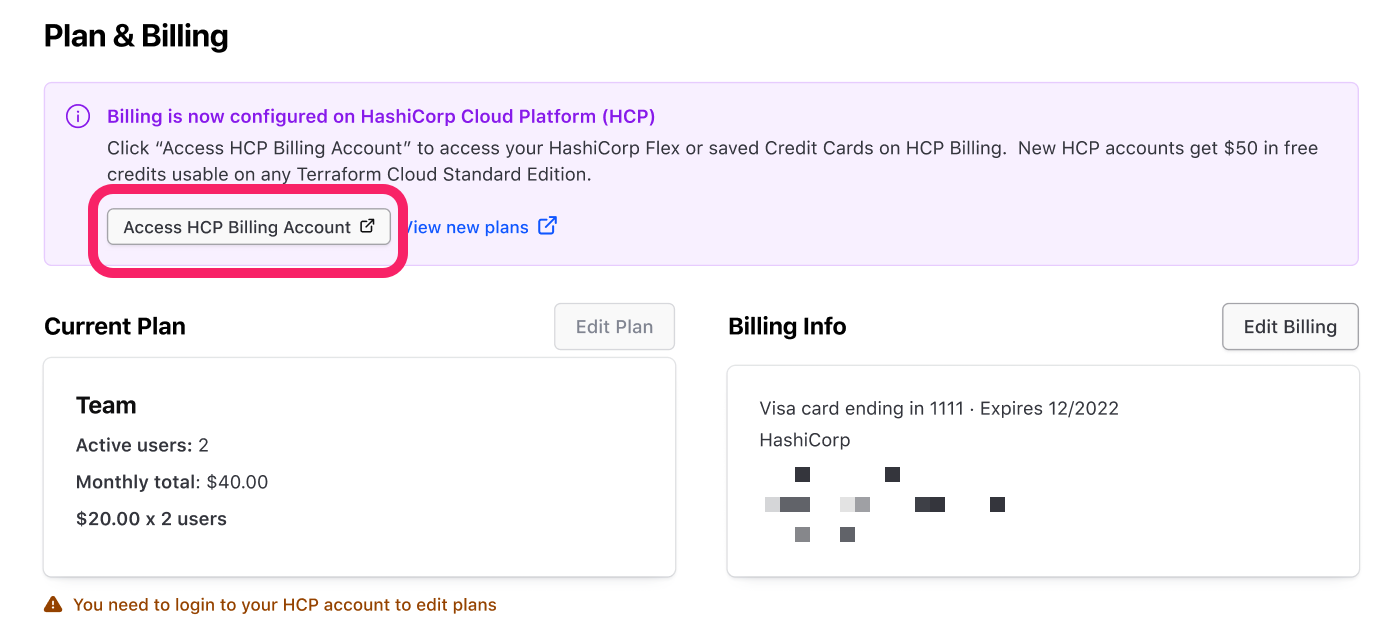 Plan & Billing
Billing is now configured on HashiCorp Cloud Platform (HCP)
Click “Access HCP Billing Account” to access your HashiCorp Flex or saved Credit Cards on HCP Billing.  New HCP accounts get $50 in free
credits usable on any Terraform Cloud Standard Edition.
Access HCP Billing Account
View new plans
Current Plan
Edit Plan
Team
Active users: 2
Monthly total: $40.00
$20.00 x 2 users
You need to login to your HCP account to edit plans
Billing Info
Edit Billing
Visa card ending in 1111 · Expires 12/2022
HashiCorp